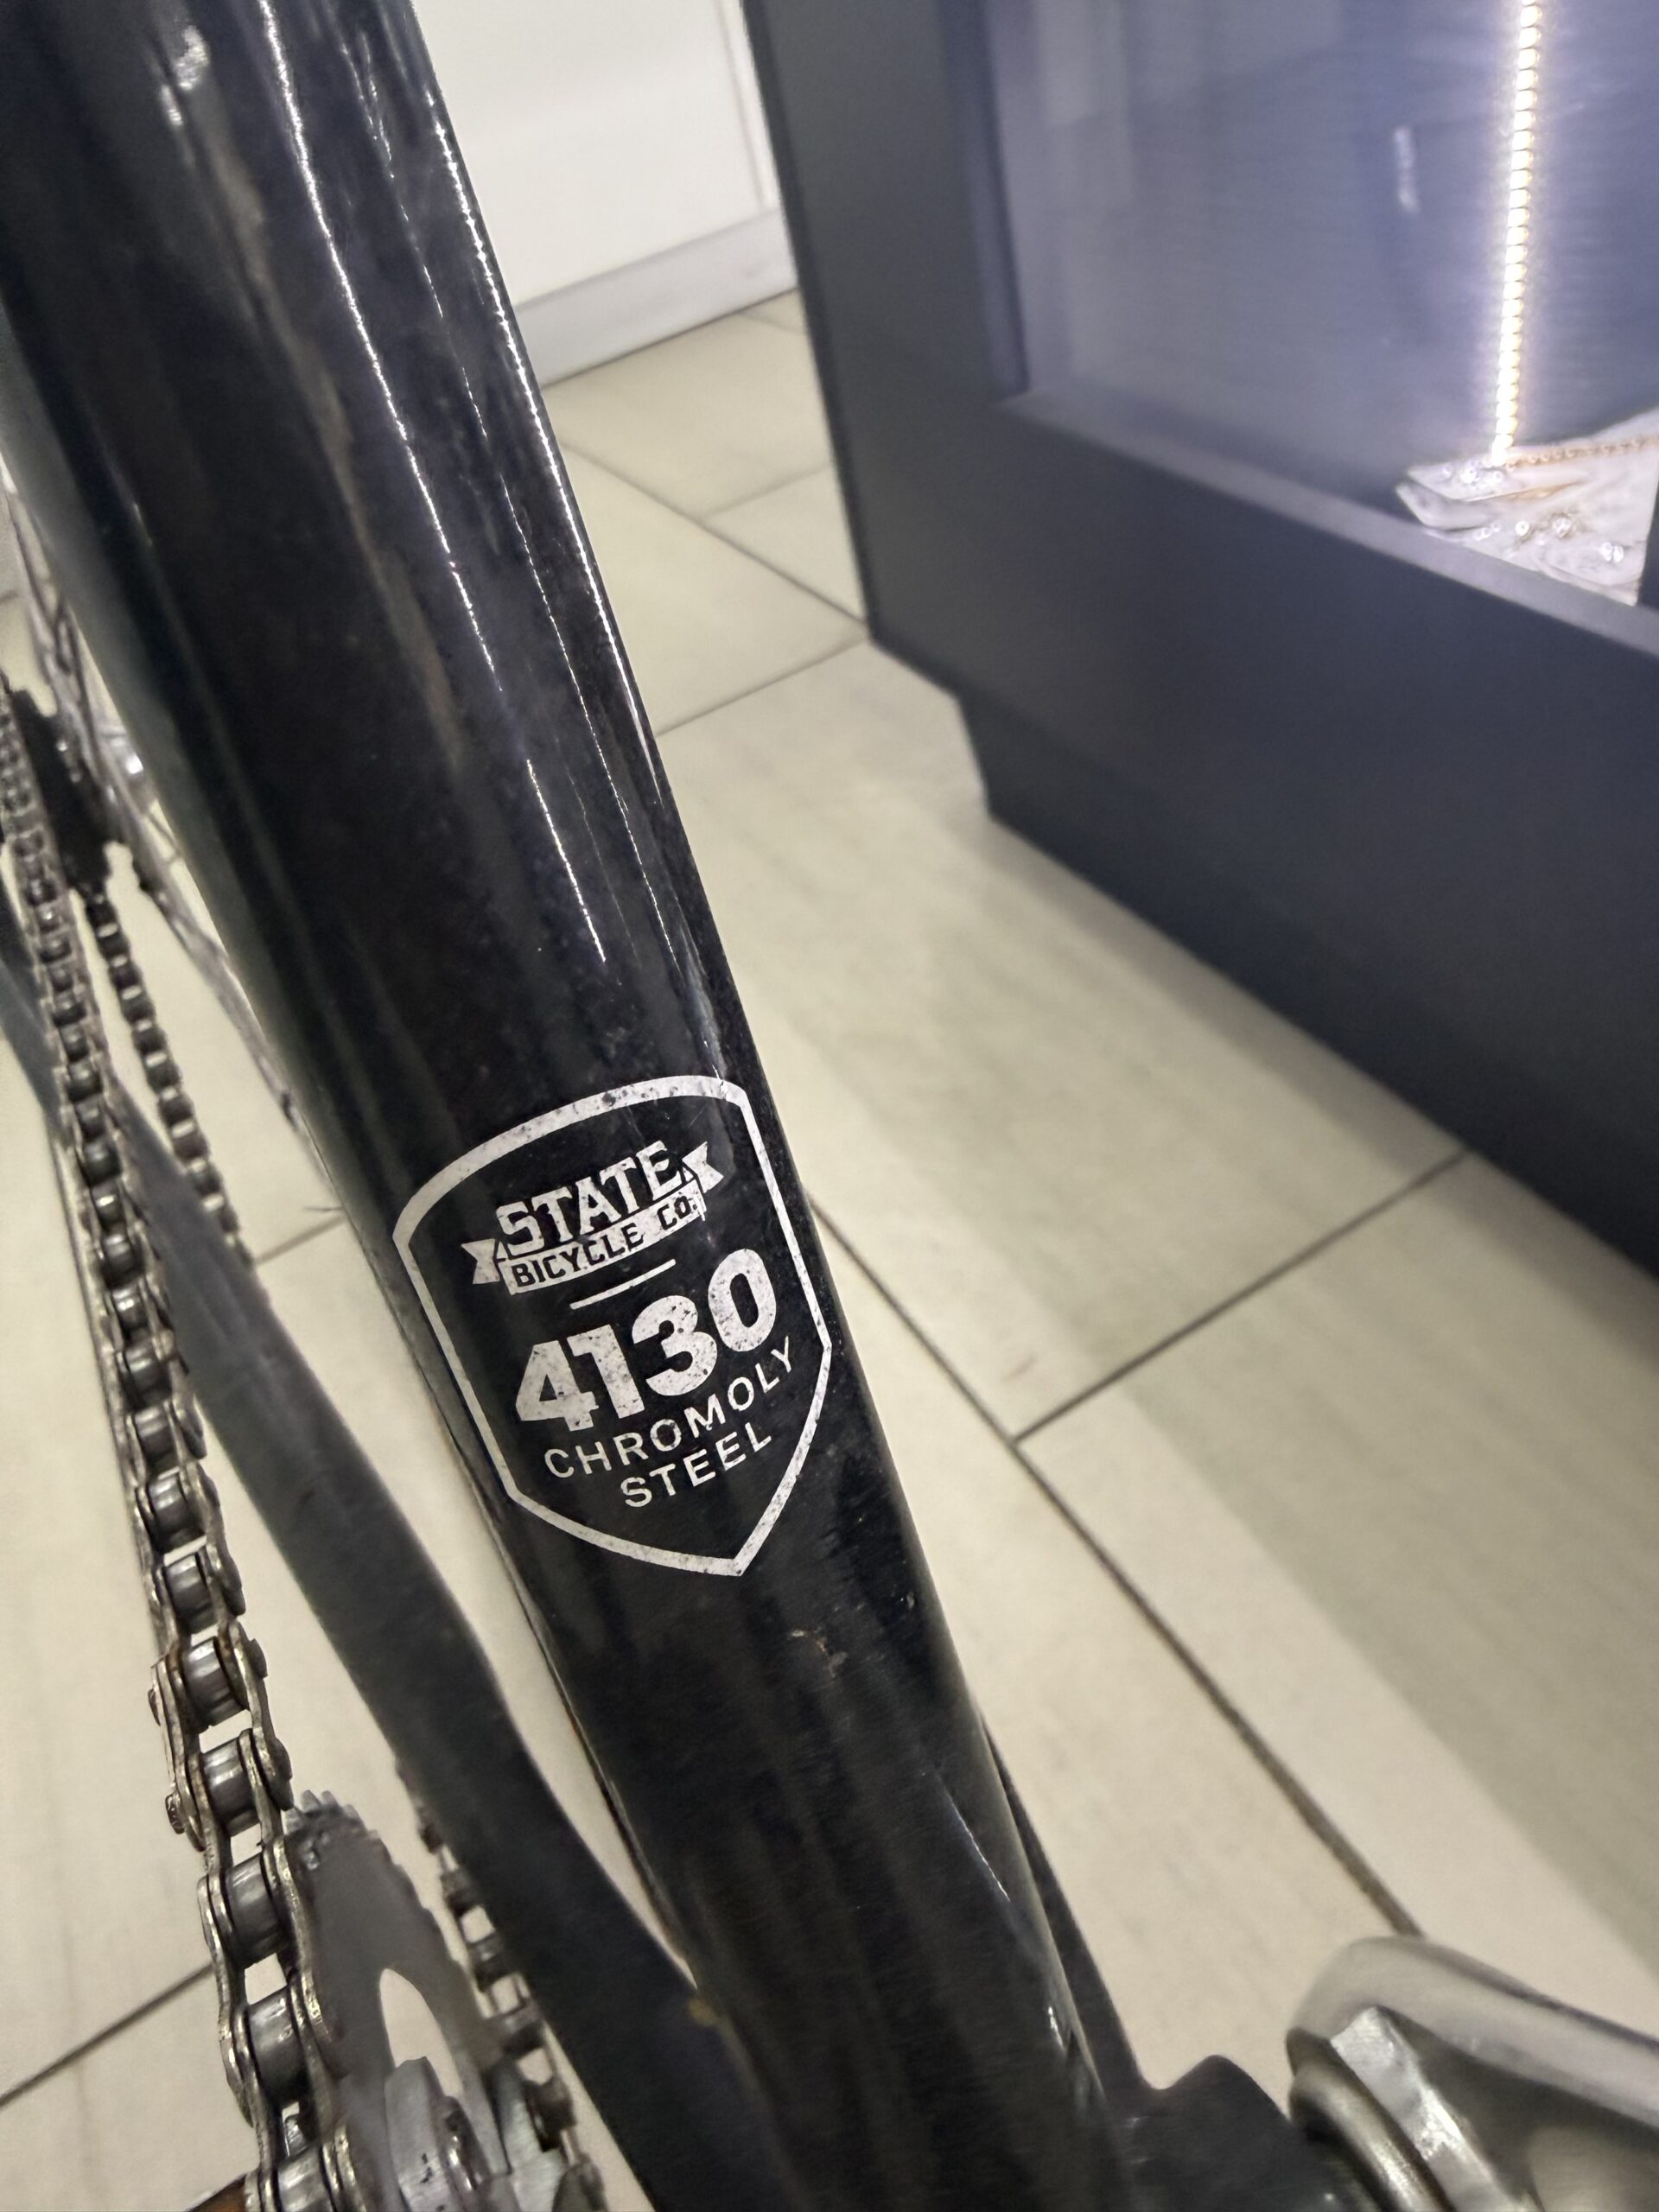 STATE
BICYCLE CO.
4130
CHROMOLY
STEEL